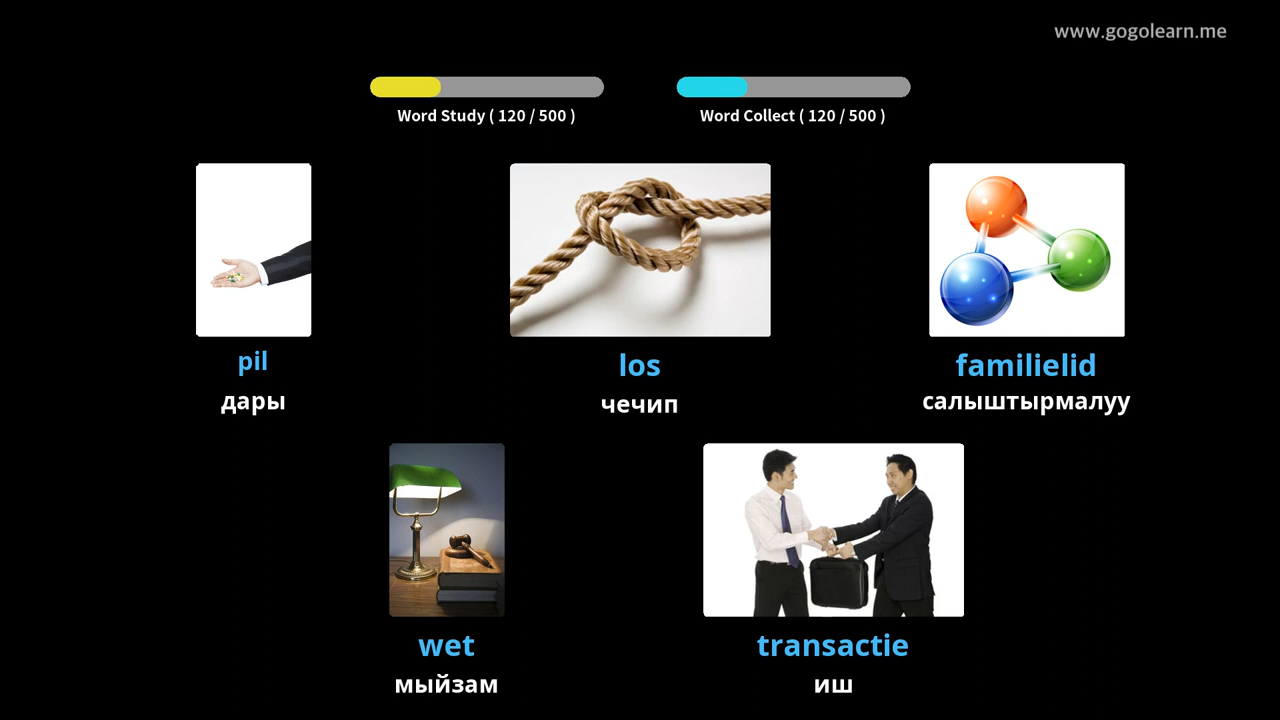 www.gogolearn.me
Word Study ( 120 / 500 )
Word Collect ( 120 / 500 )
pil
дары
los
чечип
familielid
салыштырмалуу
wet
мыйзам
transactie
иш